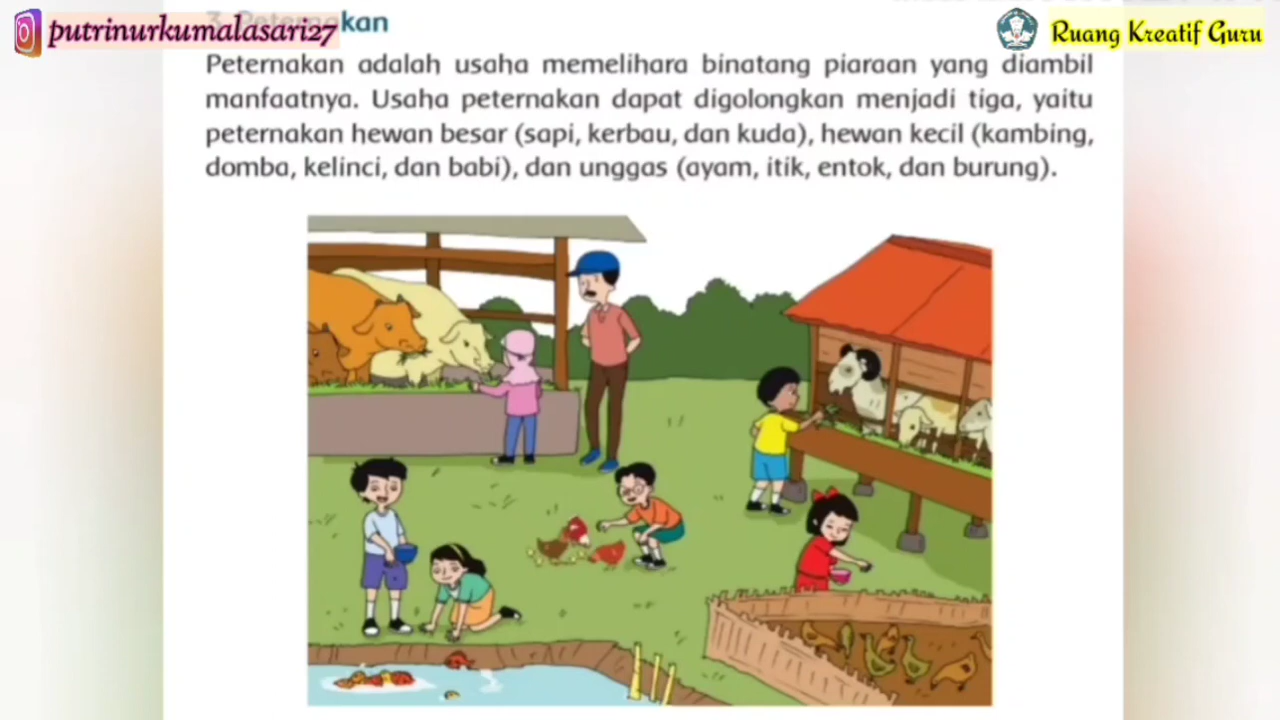 putrinurkumalasari27
Ruang Kreatif Guru
3. Peternakan
Peternakan adalah usaha memelihara binatang piaraan yang diambil
manfaatnya. Usaha peternakan dapat digolongkan menjadi tiga, yaitu
peternakan hewan besar (sapi, kerbau, dan kuda), hewan kecil (kambing,
domba, kelinci, dan babi), dan unggas (ayam, itik, entok, dan burung).